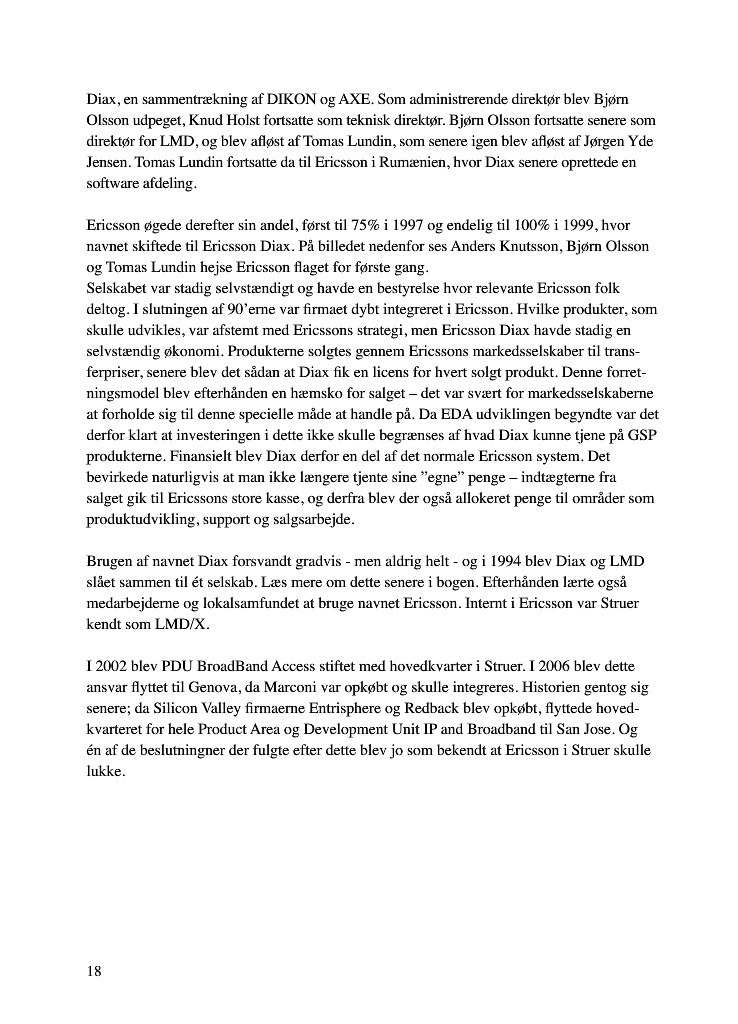 Diax, en sammentrækning af DIKON og AXE. Som administrerende direktør blev Bjørn
Olsson udpeget, Knud Holst fortsatte som teknisk direktør. Bjørn Olsson fortsatte senere som
direktør for LMD, og blev afløst af Tomas Lundin, som senere igen blev afløst af Jørgen Yde
Jensen. Tomas Lundin fortsatte da til Ericsson i Rumænien, hvor Diax senere oprettede en
software afdeling.

Ericsson øgede derefter sin andel, først til 75% i 1997 og endelig til 100% i 1999, hvor
navnet skiftede til Ericsson Diax. På billedet nedenfor ses Anders Knutsson, Bjørn Olsson
og Tomas Lundin hejse Ericsson flaget for første gang.
Selskabet var stadig selvstændigt og havde en bestyrelse hvor relevante Ericsson folk
deltog. I slutningen af 90’erne var firmaet dybt integreret i Ericsson. Hvilke produkter, som
skulle udvikles, var afstemt med Ericssons strategi, men Ericsson Diax havde stadig en
selvstændig økonomi. Produkterne solgtes gennem Ericssons markedsselskaber til trans-
ferpriser, senere blev det sådan at Diax fik en licens for hvert solgt produkt. Denne forret-
ningsmodel blev efterhånden en hæmsko for salget – det var svært for markedsselskaberne
at forholde sig til denne specielle måde at handle på. Da EDA udviklingen begyndte var det
derfor klart at investeringen i dette ikke skulle begrænses af hvad Diax kunne tjene på GSP
produkterne. Finansielt blev Diax derfor en del af det normale Ericsson system. Det
bevirkede naturligvis at man ikke længere tjente sine ”egne” penge – indtægterne fra
salget gik til Ericssons store kasse, og derfra blev der også allokeret penge til områder som
produktudvikling, support og salgsarbejde.

Brugen af navnet Diax forsvandt gradvis - men aldrig helt - og i 1994 blev Diax og LMD
slået sammen til ét selskab. Læs mere om dette senere i bogen. Efterhånden lærte også
medarbejderne og lokalsamfundet at bruge navnet Ericsson. Internt i Ericsson var Struer
kendt som LMD/X.

I 2002 blev PDU BroadBand Access stiftet med hovedkvarter i Struer. I 2006 blev dette
ansvar flyttet til Genova, da Marconi var opkøbt og skulle integreres. Historien gentog sig
senere; da Silicon Valley firmaerne Entrisphere og Redback blev opkøbt, flyttede hoved-
kvarteret for hele Product Area og Development Unit IP and Broadband til San Jose. Og
én af de beslutningner der fulgte efter dette blev jo som bekendt at Ericsson i Struer skulle
lukke.

18